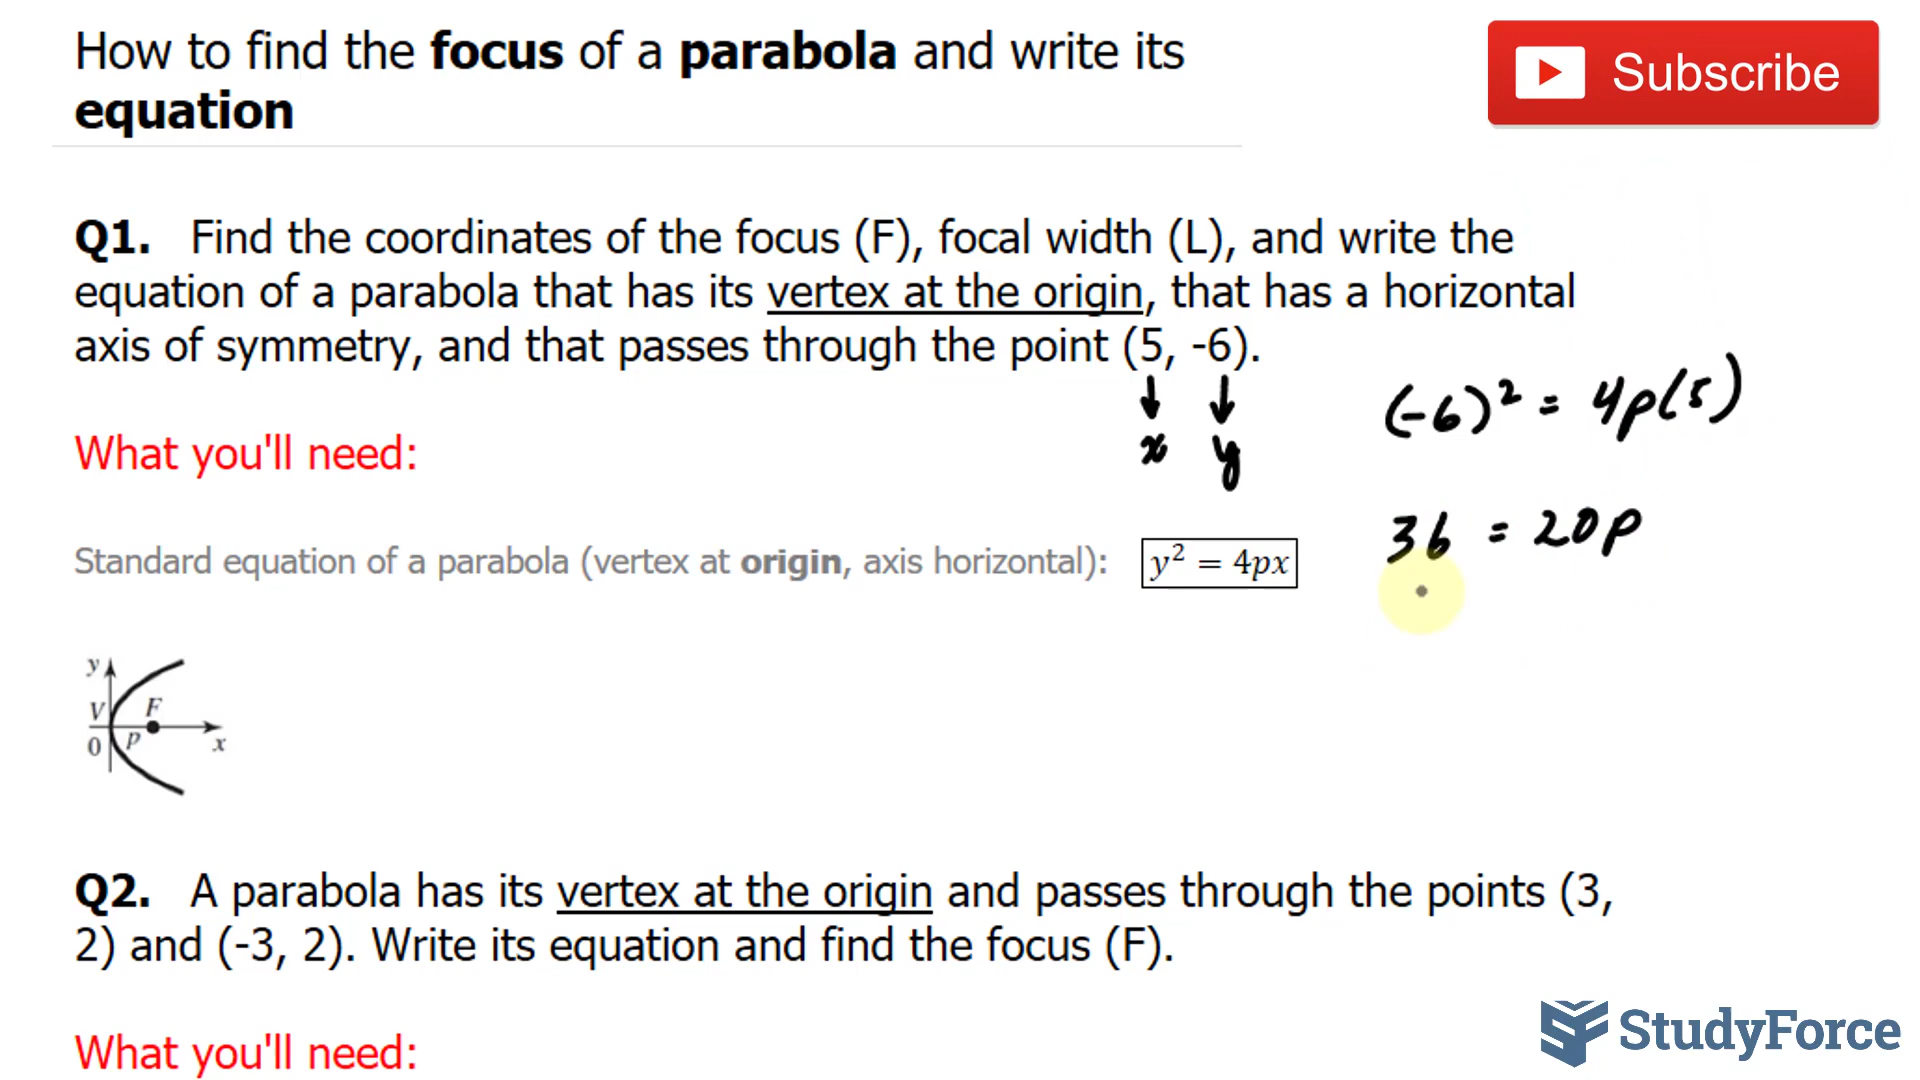 How to find the focus of a parabola and write its
equation
Subscribe
Q1. Find the coordinates of the focus (F), focal width (L), and write the
equation of a parabola that has its vertex at the origin, that has a horizontal
axis of symmetry, and that passes through the point (5, -6).
x y
(-6)² = 4p(5)
What you'll need:
36 = 20p
Standard equation of a parabola (vertex at origin, axis horizontal): y² = 4px
y
V F
0 p x
Q2. A parabola has its vertex at the origin and passes through the points (3,
2) and (-3, 2). Write its equation and find the focus (F).
What you'll need:
StudyForce